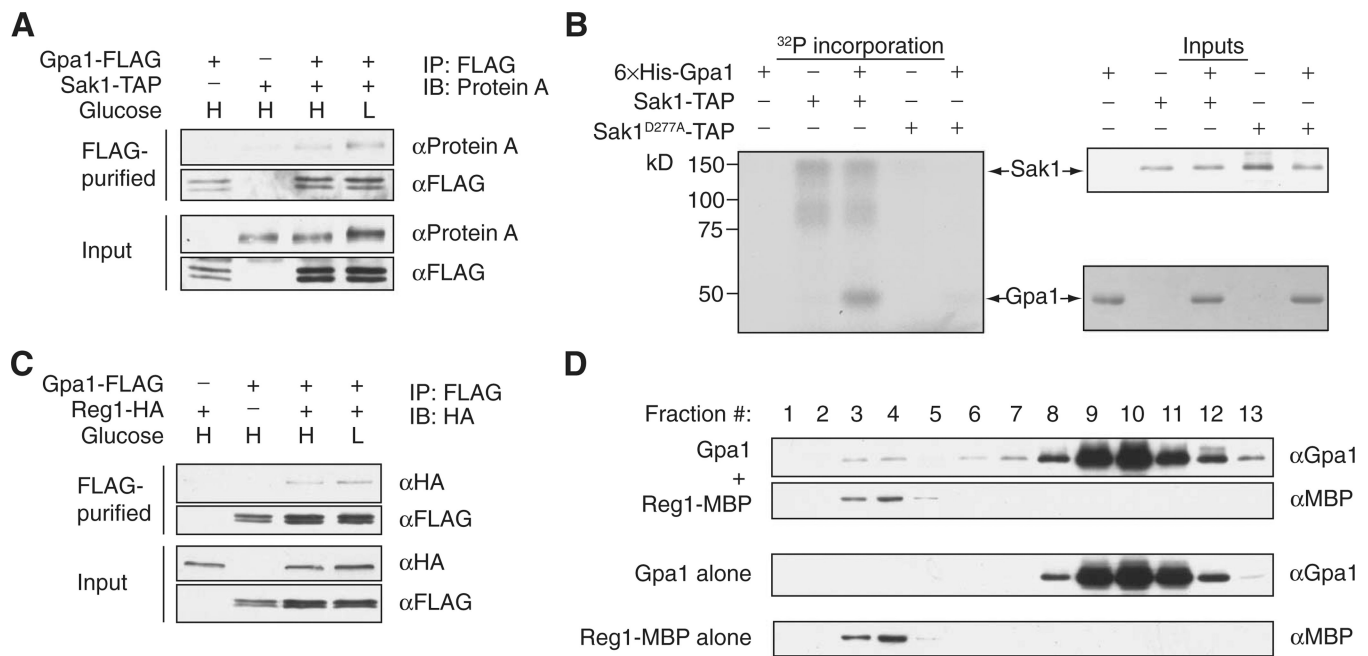 A
Gpa1-FLAG + – + + IP: FLAG
Sak1-TAP – + + + IB: Protein A
Glucose H H H L
FLAG-purified
αProtein A
αFLAG
Input
αProtein A
αFLAG
B
³²P incorporation Inputs
6×His-Gpa1 + – + – + + – + – +
Sak1-TAP – + + – – – + + – –
Sak1ᴰ²⁷⁷ᴬ-TAP – – – + + – – – + +
kD
150
100
75
50
Sak1
Gpa1
C
Gpa1-FLAG – + + + IP: FLAG
Reg1-HA + – + + IB: HA
Glucose H H H L
FLAG-purified
αHA
αFLAG
Input
αHA
αFLAG
D
Fraction #: 1 2 3 4 5 6 7 8 9 10 11 12 13
Gpa1
+
Reg1-MBP
αGpa1
αMBP
Gpa1 alone αGpa1
Reg1-MBP alone αMBP